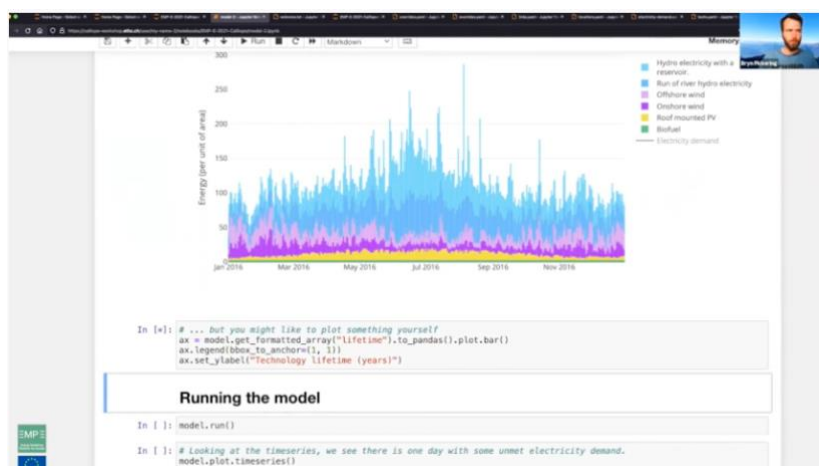 Run
Markdown
Memory
Bryn Pickering
300
250
200
150
100
50
Energy (per unit of area)
Jan 2016 Mar 2016 May 2016 Jul 2016 Sep 2016 Nov 2016
Hydro electricity with a
reservoir.
Run of river hydro electricity
Offshore wind
Onshore wind
Roof mounted PV
Biofuel
Electricity demand
In [*]: # ... but you might like to plot something yourself
ax = model.get_formatted_array("lifetime").to_pandas().plot.bar()
ax.legend(bbox_to_anchor=(1, 1))
ax.set_ylabel("Technology lifetime (years)")
Running the model
In [ ]: model.run()
In [ ]: # Looking at the timeseries, we see there is one day with some unmet electricity demand.
model.plot.timeseries()
EMPE